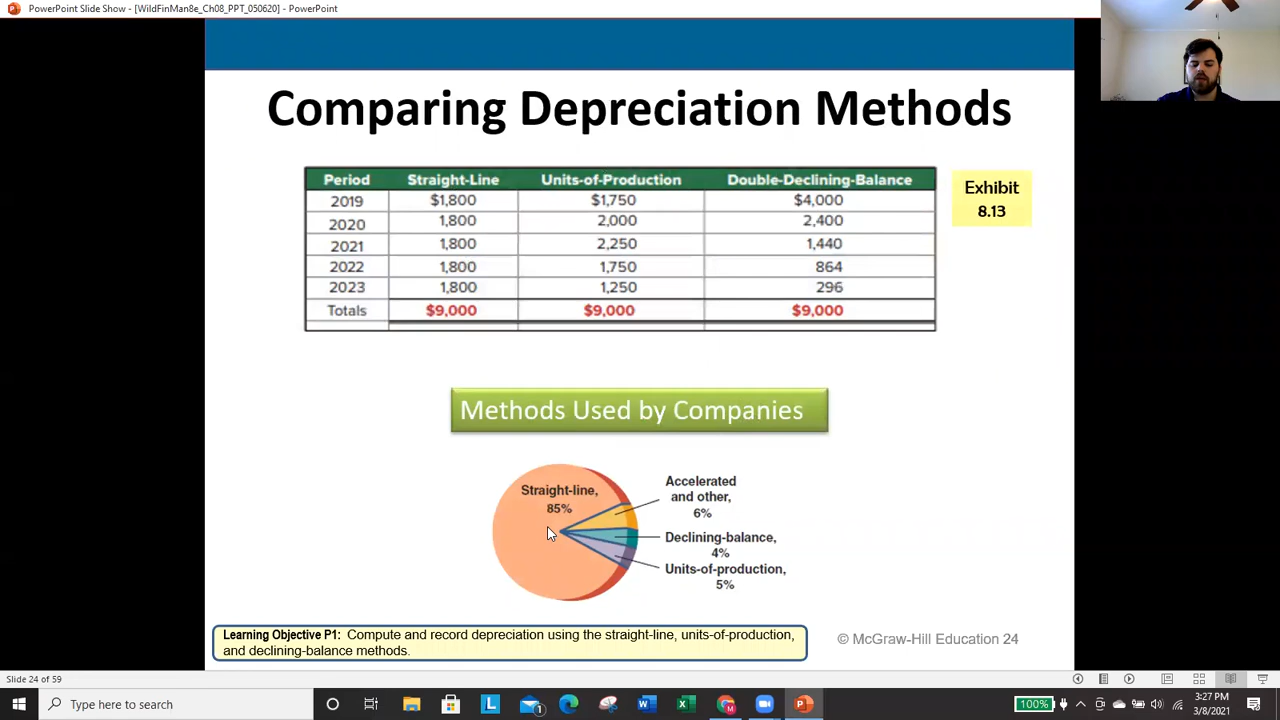 PowerPoint Slide Show - [WildFinMan8e_Ch08_PPT_050620] - PowerPoint
Comparing Depreciation Methods
Period Straight-Line Units-of-Production Double-Declining-Balance
2019 $1,800 $1,750 $4,000
2020 1,800 2,000 2,400
2021 1,800 2,250 1,440
2022 1,800 1,750 864
2023 1,800 1,250 296
Totals $9,000 $9,000 $9,000
Exhibit
8.13
Methods Used by Companies
Straight-line,
85%
Accelerated
and other,
6%
Declining-balance,
4%
Units-of-production,
5%
Learning Objective P1: Compute and record depreciation using the straight-line, units-of-production,
and declining-balance methods.
© McGraw-Hill Education 24
Slide 24 of 59
Type here to search
100%
3:27 PM
3/8/2021